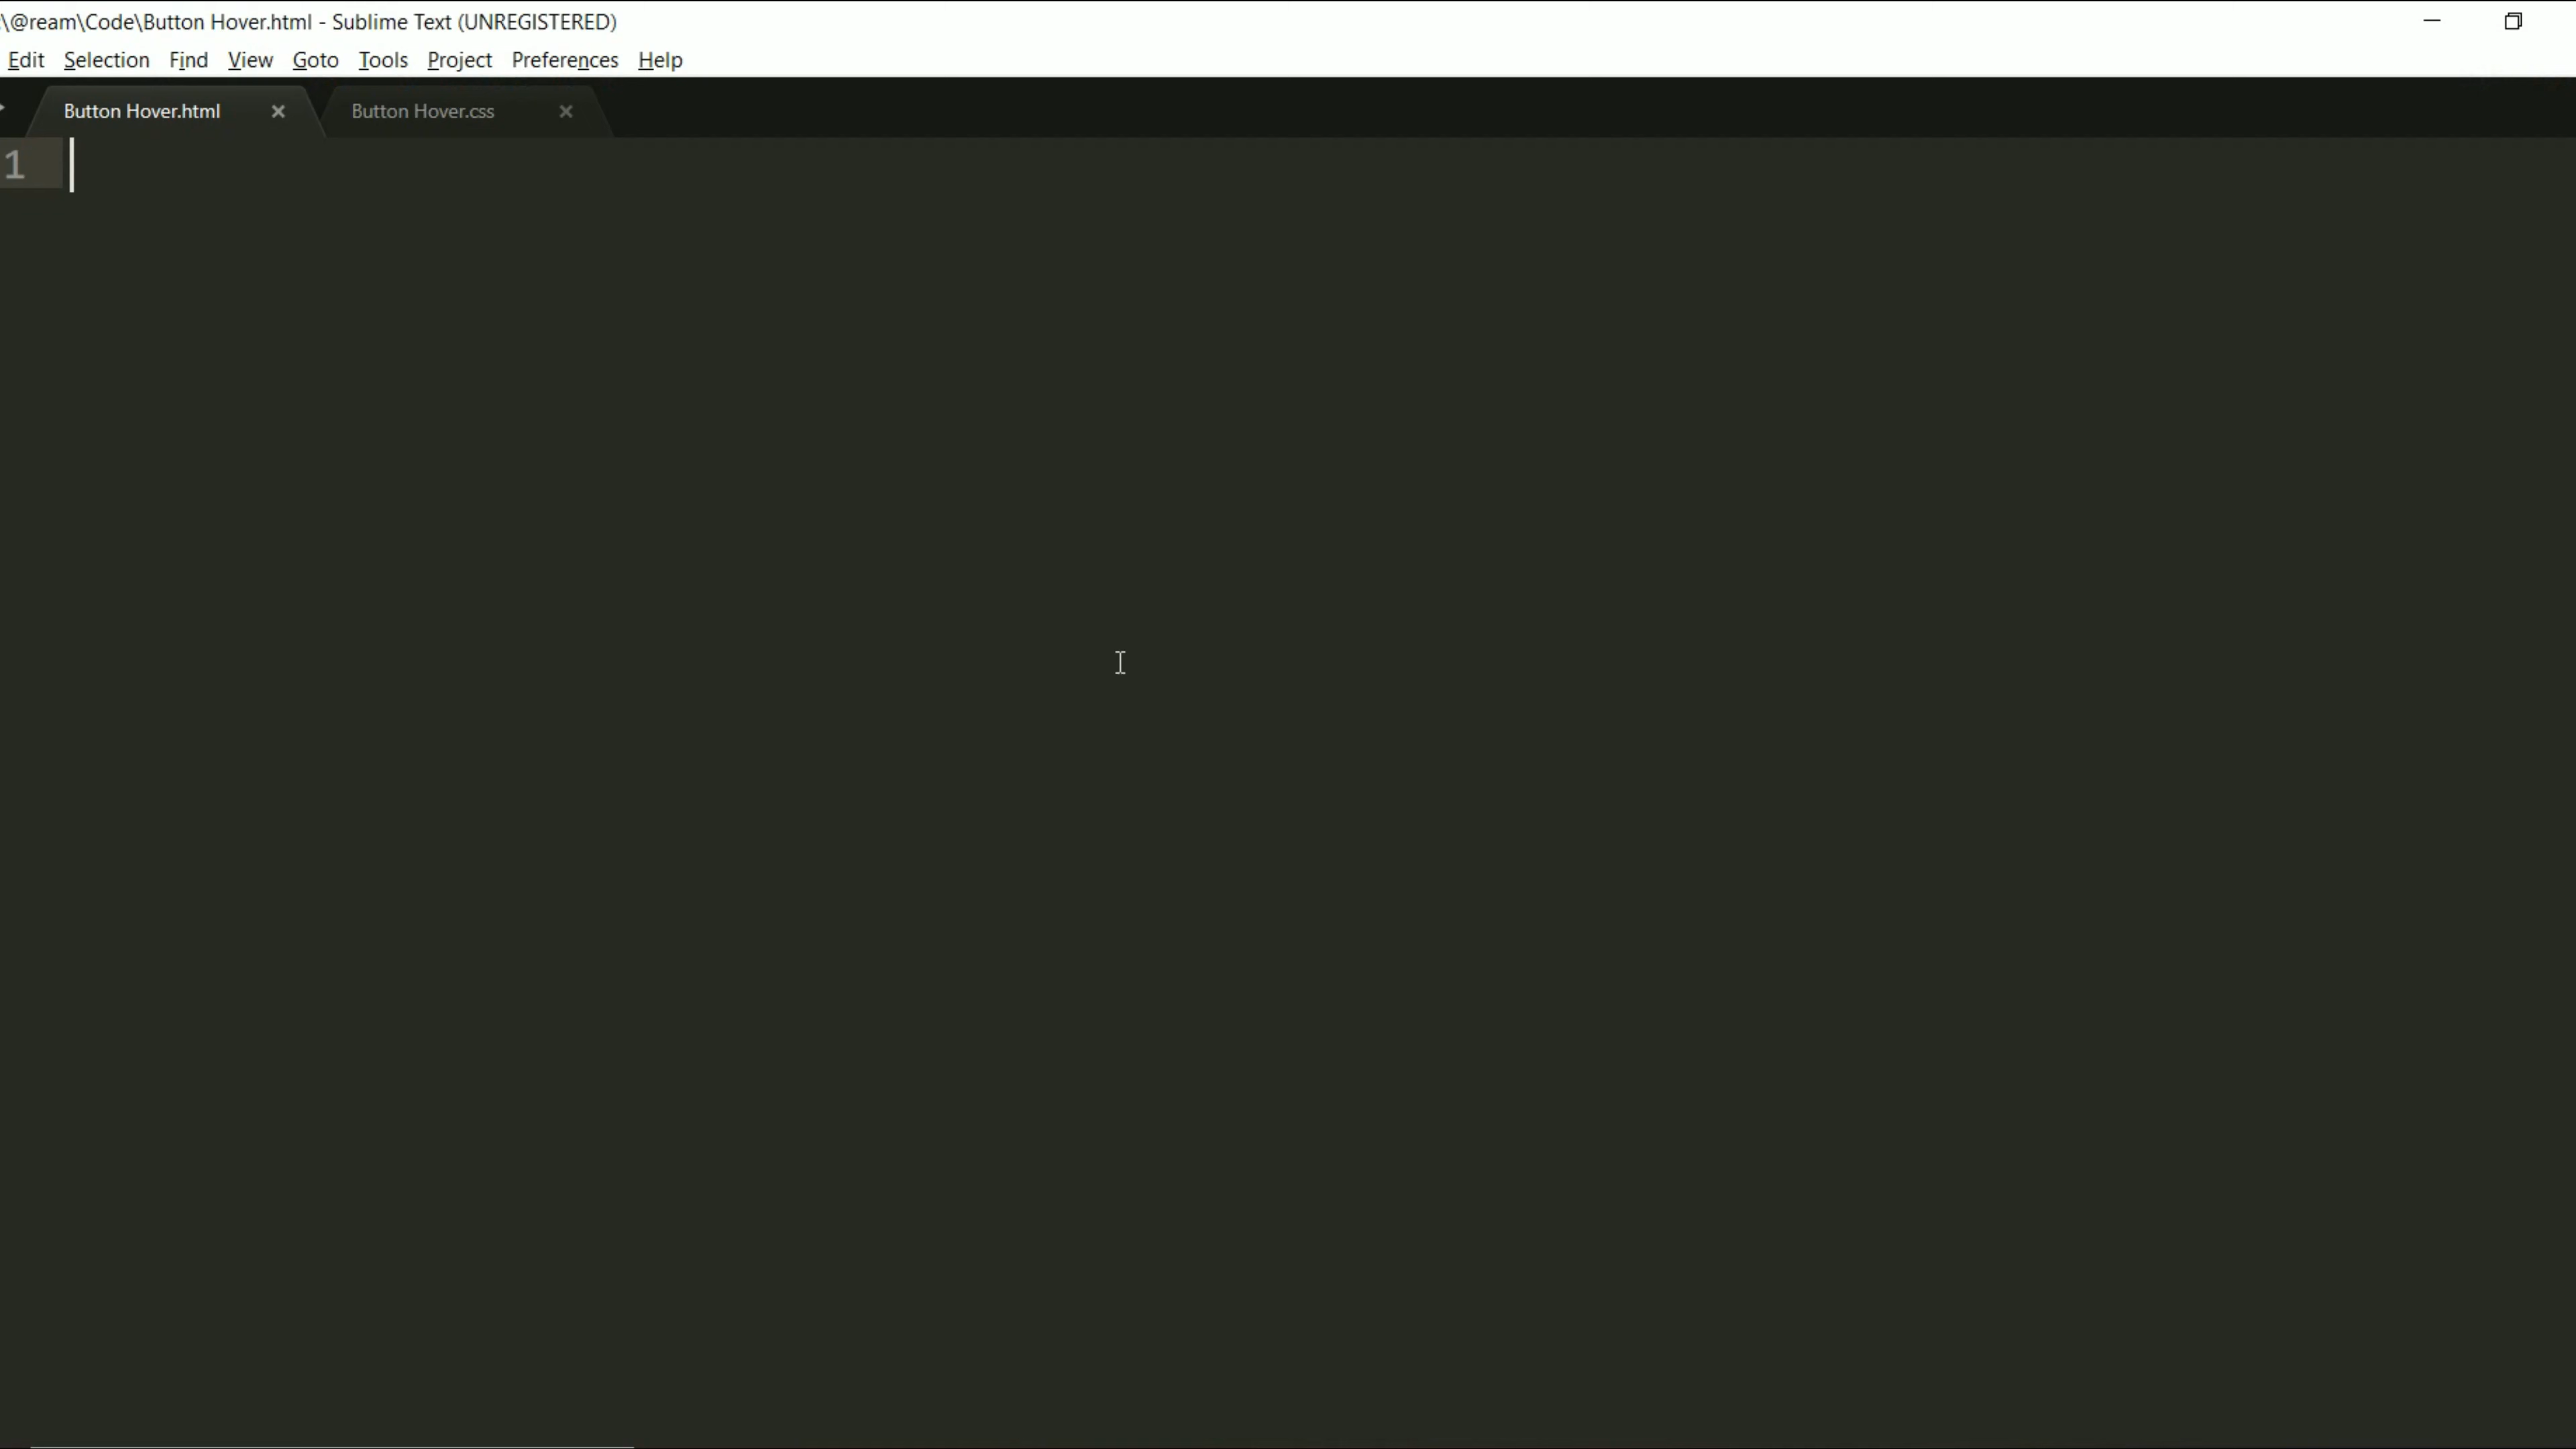 \@ream\Code\Button Hover.html - Sublime Text (UNREGISTERED)
Edit Selection Find View Goto Tools Project Preferences Help
Button Hover.html Button Hover.css
1